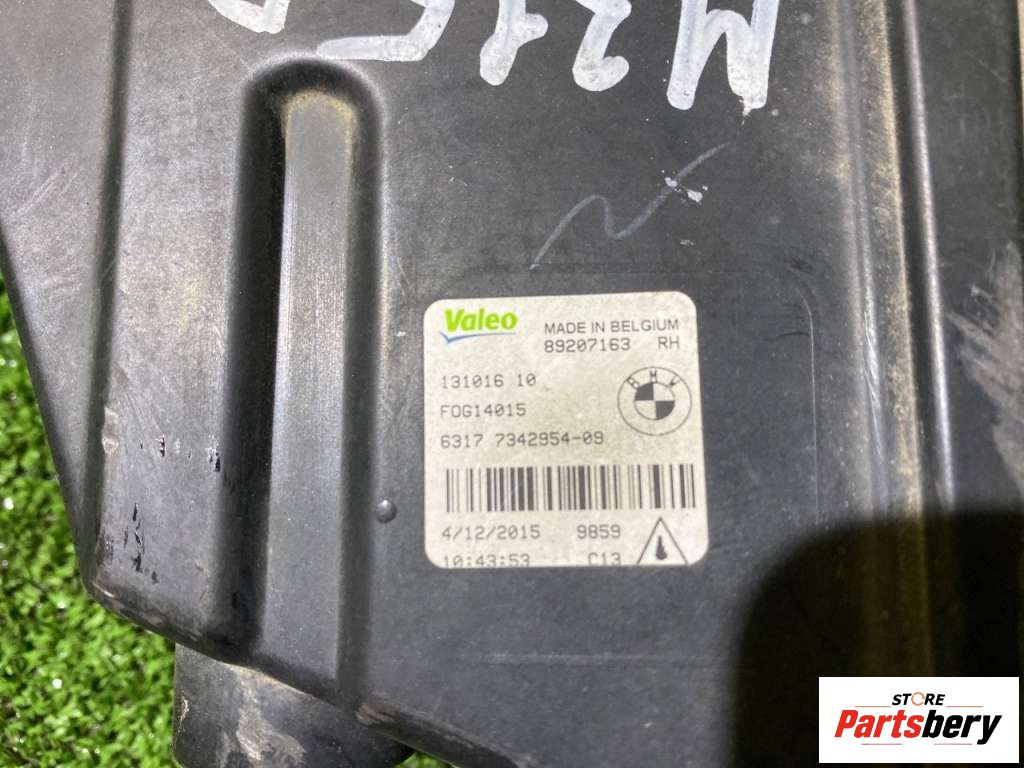 Valeo
MADE IN BELGIUM
89207163 RH
131016 10
BMW
FOG14015
6317 7342954-09
4/12/2015 9859
10:43:53 C13
STORE
Partsbery